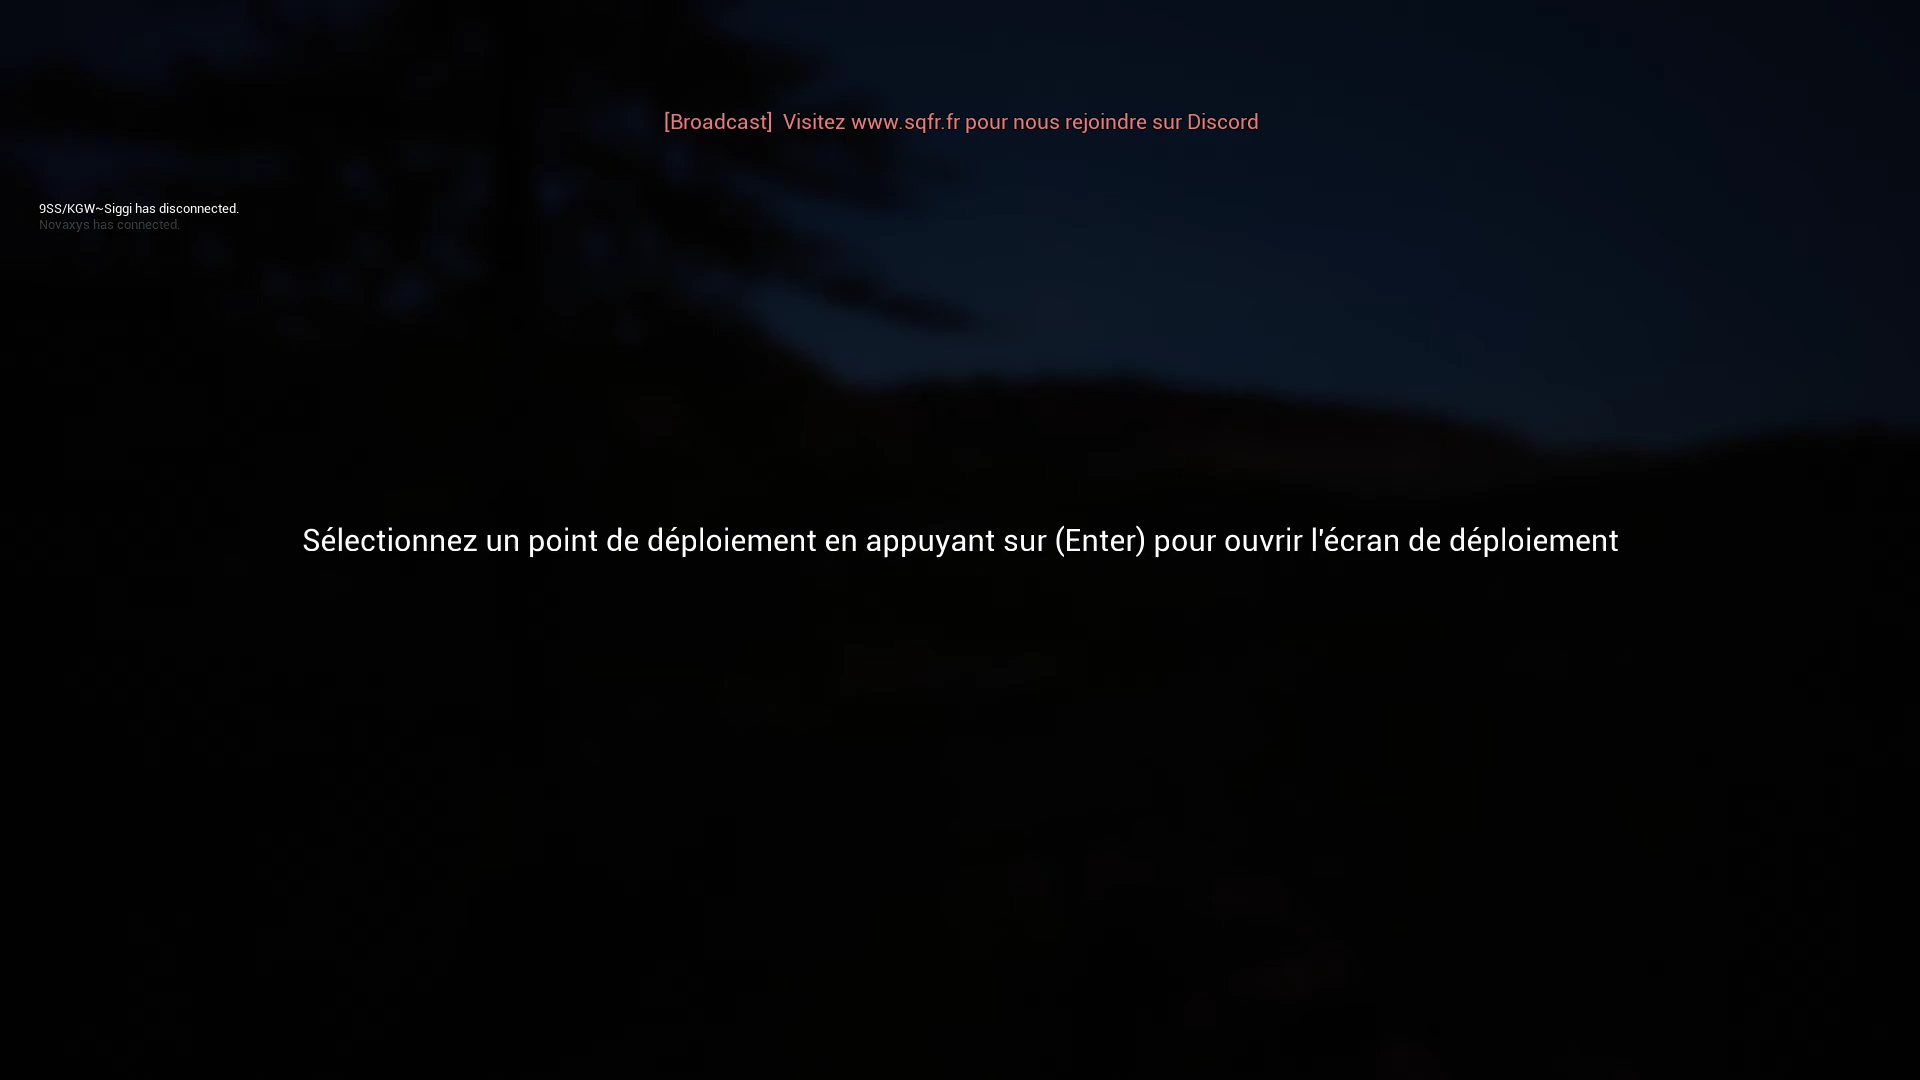 [Broadcast] Visitez www.sqfr.fr pour nous rejoindre sur Discord
9SS/KGW~Siggi has disconnected.
Novaxys has connected.
Sélectionnez un point de déploiement en appuyant sur (Enter) pour ouvrir l'écran de déploiement